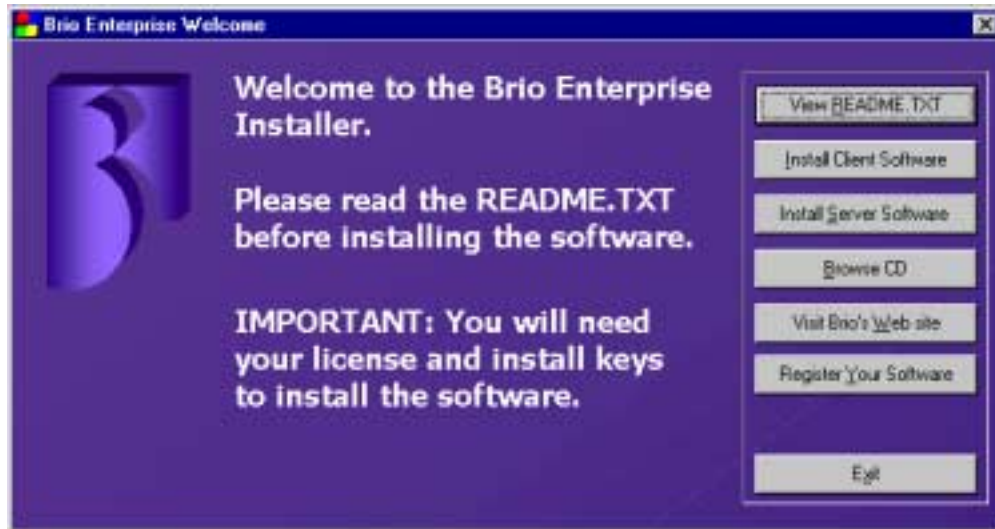 Brio Enterprise Welcome
Welcome to the Brio Enterprise
Installer.
Please read the README.TXT
before installing the software.
IMPORTANT: You will need
your license and install keys
to install the software.
View README.TXT
Install Client Software
Install Server Software
Browse CD
Visit Brio's Web site
Register Your Software
Exit